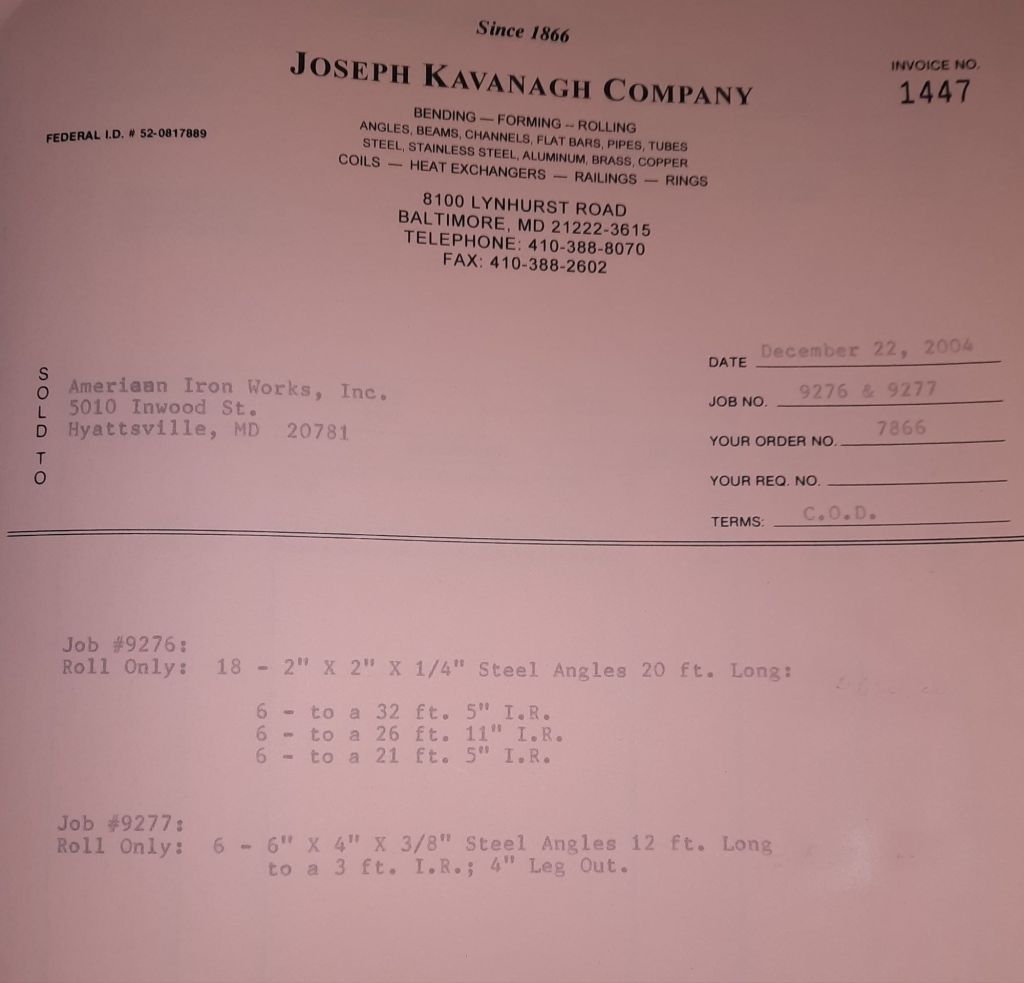 Since 1866
JOSEPH KAVANAGH COMPANY
INVOICE NO.
1447
FEDERAL I.D. # 52-0817889
BENDING — FORMING -- ROLLING
ANGLES, BEAMS, CHANNELS, FLAT BARS, PIPES, TUBES
STEEL, STAINLESS STEEL, ALUMINUM, BRASS, COPPER
COILS — HEAT EXCHANGERS — RAILINGS — RINGS
8100 LYNHURST ROAD
BALTIMORE, MD 21222-3615
TELEPHONE: 410-388-8070
FAX: 410-388-2602
SOLD TO
Ameriaan Iron Works, Inc.
5010 Inwood St.
Hyattsville, MD 20781
DATE December 22, 2004
JOB NO. 9276 & 9277
YOUR ORDER NO. 7866
YOUR REQ. NO.
TERMS: C.O.D.
Job #9276:
Roll Only: 18 - 2" X 2" X 1/4" Steel Angles 20 ft. Long:
6 - to a 32 ft. 5" I.R.
6 - to a 26 ft. 11" I.R.
6 - to a 21 ft. 5" I.R.
Job #9277:
Roll Only: 6 - 6" X 4" X 3/8" Steel Angles 12 ft. Long
to a 3 ft. I.R.; 4" Leg Out.